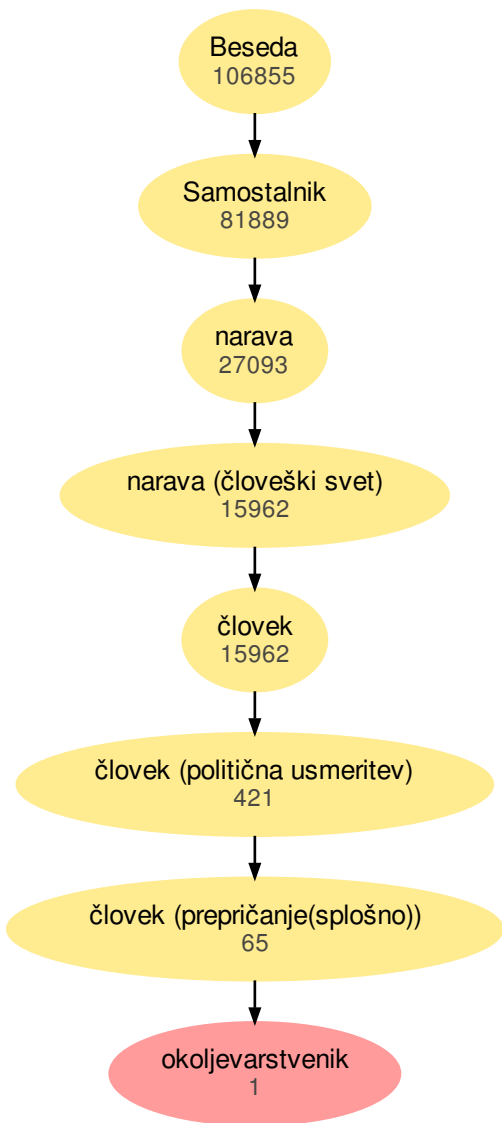 Beseda
106855
Samostalnik
81889
narava
27093
narava (človeški svet)
15962
človek
15962
človek (politična usmeritev)
421
človek (prepričanje(splošno))
65
okoljevarstvenik
1